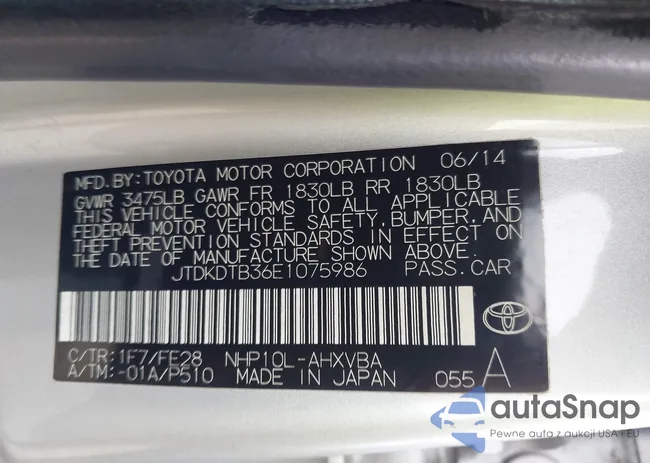 MFD.BY:TOYOTA MOTOR CORPORATION 06/14
GVWR 3475LB GAWR FR 1830LB RR 1830LB
THIS VEHICLE CONFORMS TO ALL APPLICABLE
FEDERAL MOTOR VEHICLE SAFETY,BUMPER,AND
THEFT PREVENTION STANDARDS IN EFFECT ON
THE DATE OF MANUFACTURE SHOWN ABOVE.
JTDKDTB36E1075986 PASS.CAR
C/TR:1F7/FE28 NHP10L-AHXVBA
A/TM:-01A/P510 MADE IN JAPAN 055 A
autaSnap
Pewne auta z aukcji USA i EU